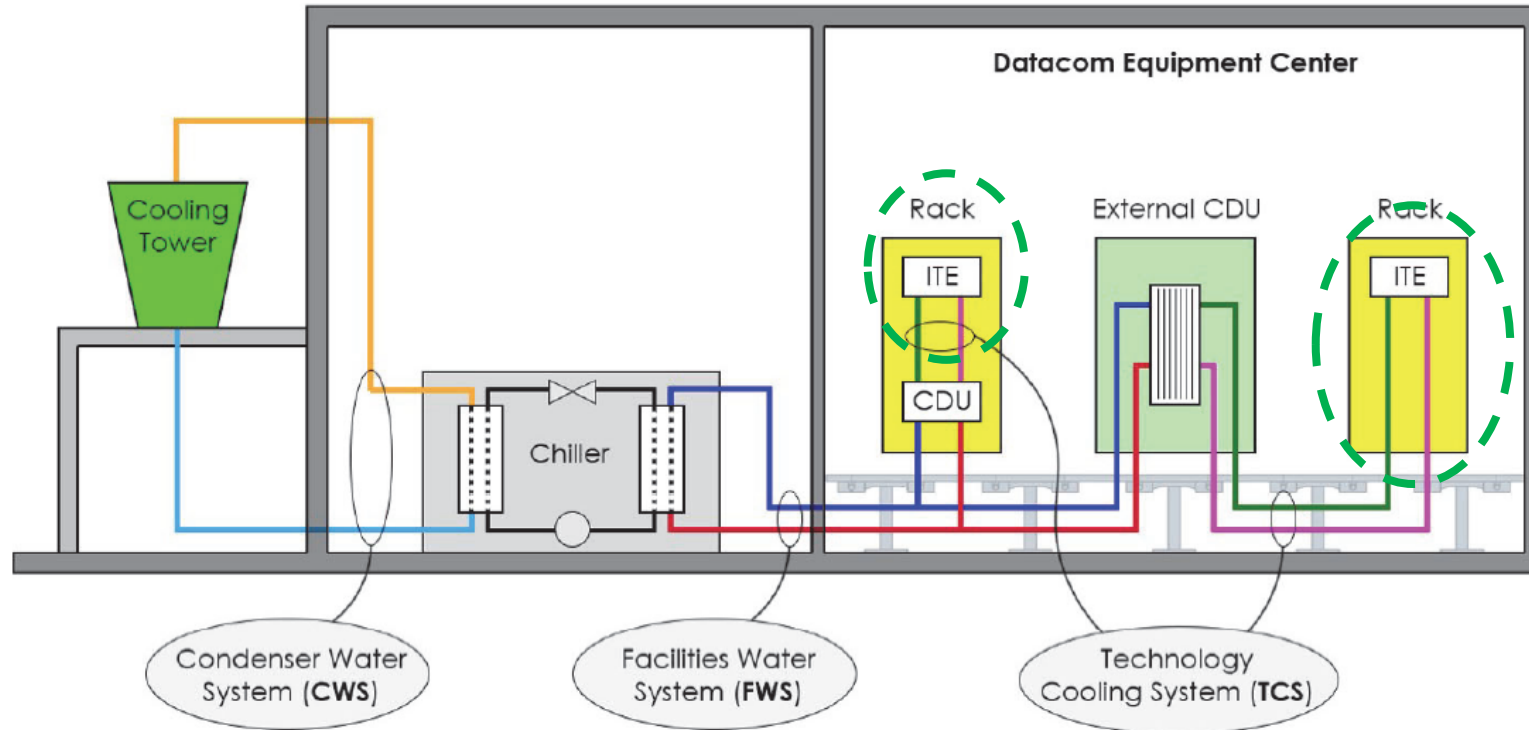 Datacom Equipment Center
Cooling
Tower
Rack
External CDU
Rack
ITE
ITE
CDU
Chiller
Condenser Water
System (CWS)
Facilities Water
System (FWS)
Technology
Cooling System (TCS)